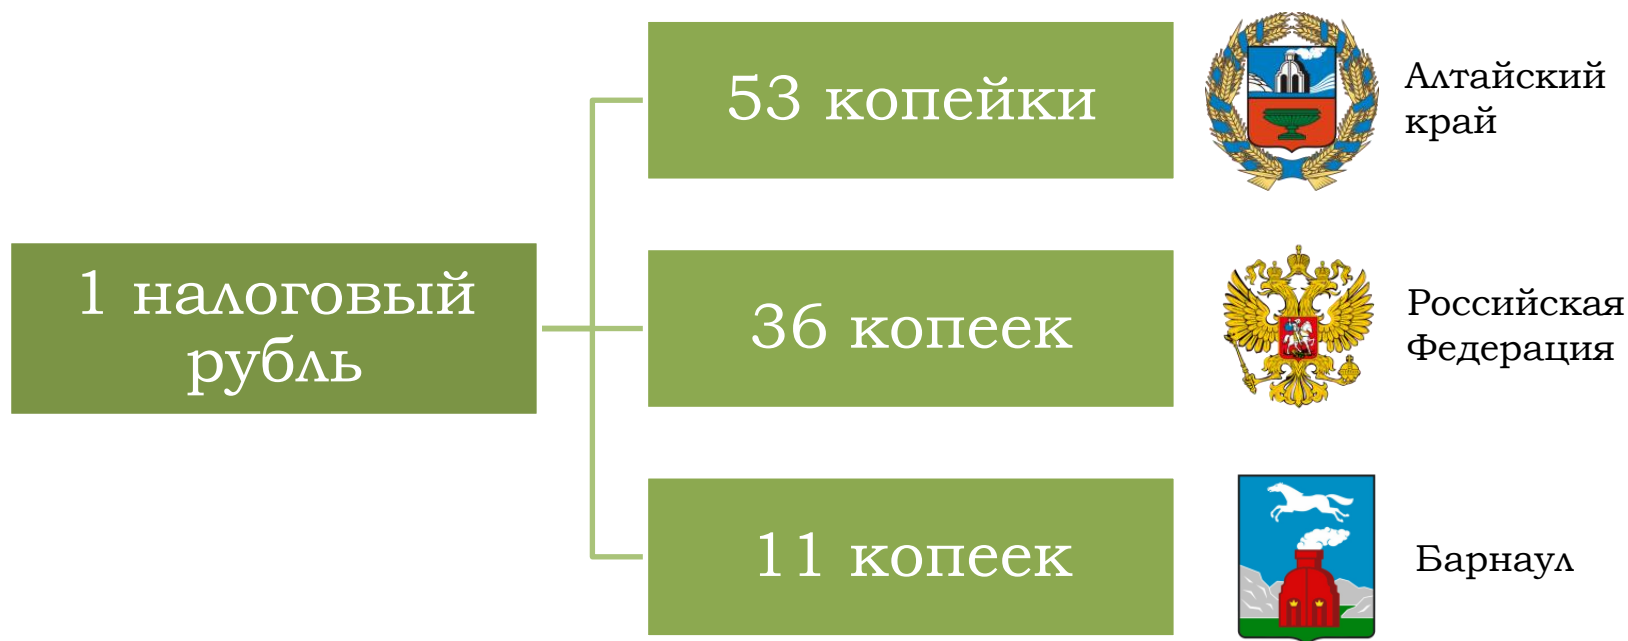 1 налоговый
рубль
53 копейки
Алтайский
край
36 копеек
Российская
Федерация
11 копеек
Барнаул